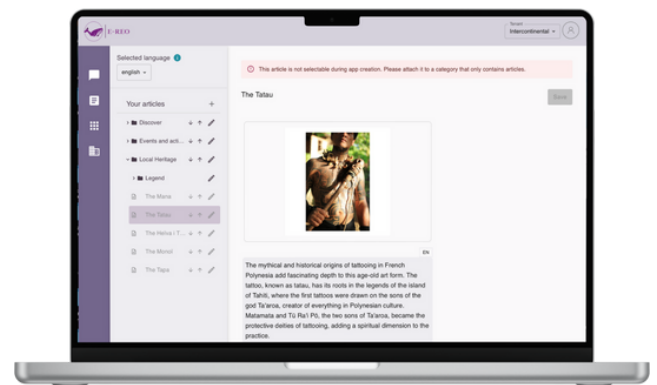 E-REO
Tenant
Intercontinental
Selected language
english
This article is not selectable during app creation. Please attach it to a category that only contains articles.
Your articles +
The Tatau
Save
Discover
Events and acti...
Local Heritage
Legend
The Mana
The Tatau
The Heiva i T...
The Monoï
The Tapa
EN
The mythical and historical origins of tattooing in French
Polynesia add fascinating depth to this age-old art form. The
tattoo, known as tatau, has its roots in the legends of the island
of Tahiti, where the first tattoos were drawn on the sons of the
god Ta'aroa, creator of everything in Polynesian culture.
Matamata and Tū Ra'i Pō, the two sons of Ta'aroa, became the
protective deities of tattooing, adding a spiritual dimension to the
practice.